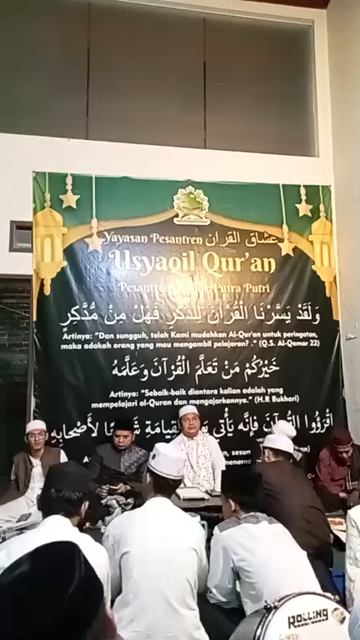 Yayasan Pesantren عشاق القرآن
Usyaqil Qur'an
Pesantren Putra Putri
وَلَقَدْ يَسَّرْنَا الْقُرْآنَ لِلذِّكْرِ فَهَلْ مِنْ مُّدَّكِرٍ
Artinya: "Dan sungguh, telah Kami mudahkan Al-Qur'an untuk peringatan,
maka adakah orang yang mau mengambil pelajaran? ." (Q.S. Al-Qamar 22)
خَيْرُكُمْ مَنْ تَعَلَّمَ الْقُرْآنَ وَعَلَّمَهُ
Artinya: "Sebaik-baik diantara kalian adalah yang
mempelajari al-Quran dan mengajarkannya." (H.R Bukhari)
اقْرَؤُوا الْقُرْآنَ فَإِنَّه يَأْتِي الْقِيَامَةِ لأَصْحَابِهِ
ROLLING